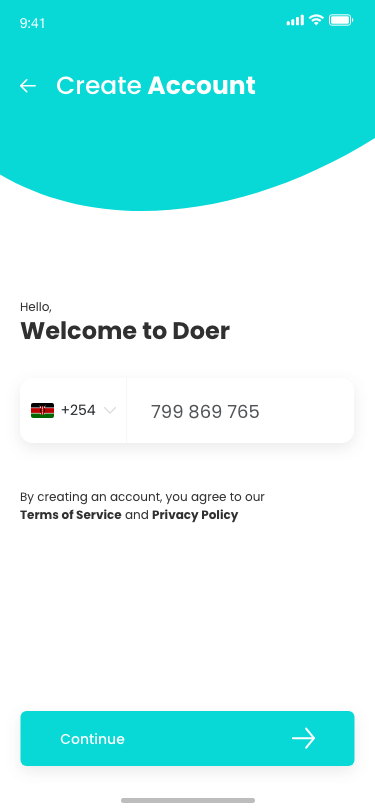 9:41
Create Account
Hello,
Welcome to Doer
+254 799 869 765
By creating an account, you agree to our
Terms of Service and Privacy Policy
Continue